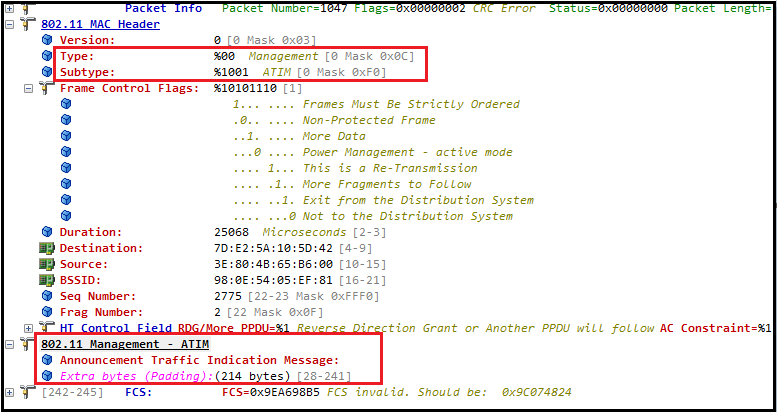 Packet Info Packet Number=1047 Flags=0x00000002 CRC Error Status=0x00000000 Packet Length=
802.11 MAC Header
Version: 0 [0 Mask 0x03]
Type: %00 Management [0 Mask 0x0C]
Subtype: %1001 ATIM [0 Mask 0xF0]
Frame Control Flags: %10101110 [1]
1... .... Frames Must Be Strictly Ordered
.0.. .... Non-Protected Frame
..1. .... More Data
...0 .... Power Management - active mode
.... 1... This is a Re-Transmission
.... .1.. More Fragments to Follow
.... ..1. Exit from the Distribution System
.... ...0 Not to the Distribution System
Duration: 25068 Microseconds [2-3]
Destination: 7D:E2:5A:10:5D:42 [4-9]
Source: 3E:80:4B:65:B6:00 [10-15]
BSSID: 98:0E:54:05:EF:81 [16-21]
Seq Number: 2775 [22-23 Mask 0xFFF0]
Frag Number: 2 [22 Mask 0x0F]
HT Control Field RDG/More PPDU=%1 Reverse Direction Grant or Another PPDU will follow AC Constraint=%1
802.11 Management - ATIM
Announcement Traffic Indication Message:
Extra bytes (Padding):(214 bytes) [28-241]
[242-245] FCS: FCS=0x9EA698B5 FCS invalid. Should be: 0x9C074824